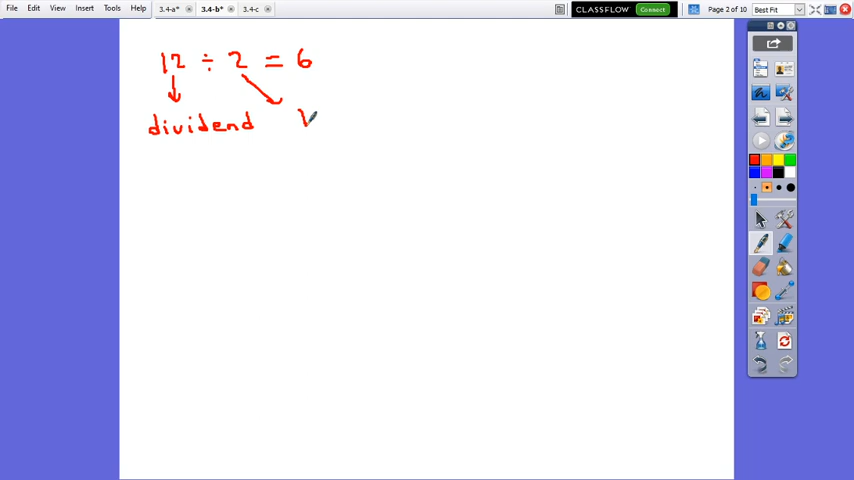 File Edit View Insert Tools Help 3.4-a* 3.4-b* 3.4-c CLASSFLOW Connect Page 2 of 10 Best Fit
12 ÷ 2 = 6
dividend